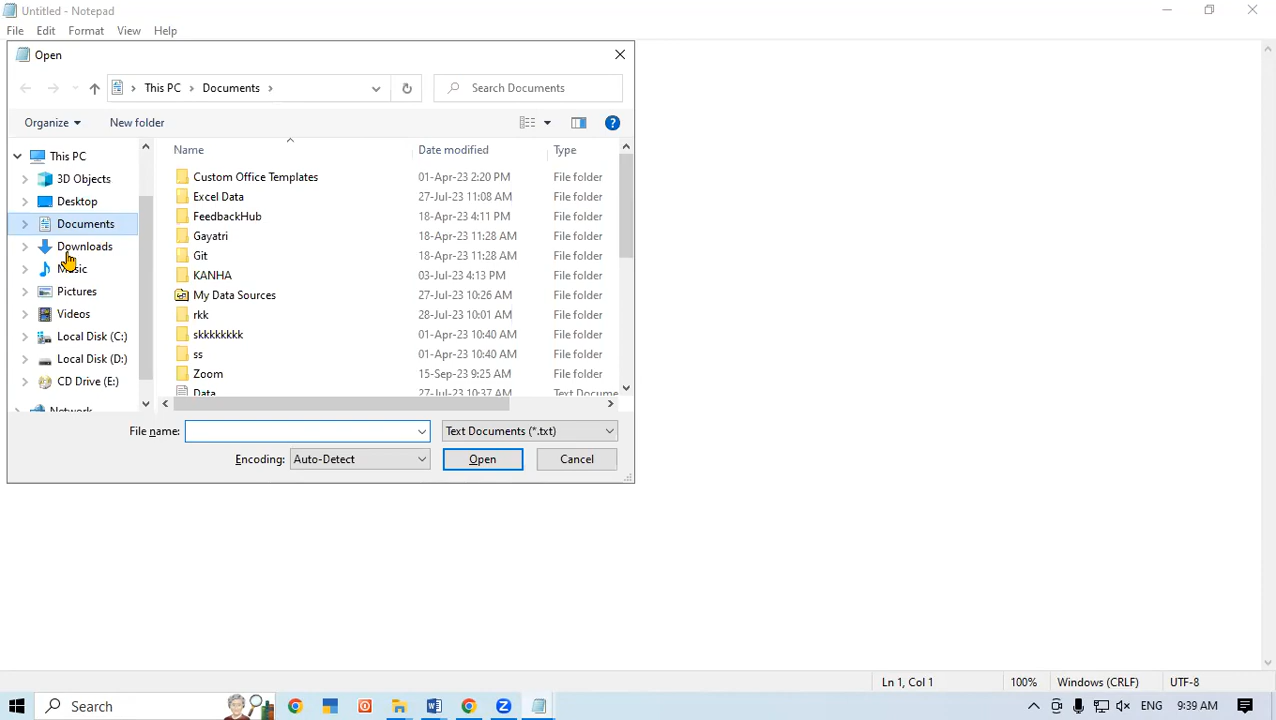 Untitled - Notepad
File Edit Format View Help
Open
This PC Documents Search Documents
Organize New folder
Name Date modified Type
This PC
3D Objects
Desktop
Documents
Downloads
Music
Pictures
Videos
Local Disk (C:)
Local Disk (D:)
CD Drive (E:)
Network
Custom Office Templates 01-Apr-23 2:20 PM File folder
Excel Data 27-Jul-23 11:08 AM File folder
FeedbackHub 18-Apr-23 4:11 PM File folder
Gayatri 18-Apr-23 11:28 AM File folder
Git 18-Apr-23 11:28 AM File folder
KANHA 03-Jul-23 4:13 PM File folder
My Data Sources 27-Jul-23 10:26 AM File folder
rkk 28-Jul-23 10:01 AM File folder
skkkkkkkk 01-Apr-23 10:40 AM File folder
ss 01-Apr-23 10:40 AM File folder
Zoom 15-Sep-23 9:25 AM File folder
Data 27-Jul-23 10:37 AM Text Docume
File name: Text Documents (*.txt)
Encoding: Auto-Detect Open Cancel
Ln 1, Col 1 100% Windows (CRLF) UTF-8
Search ENG 9:39 AM